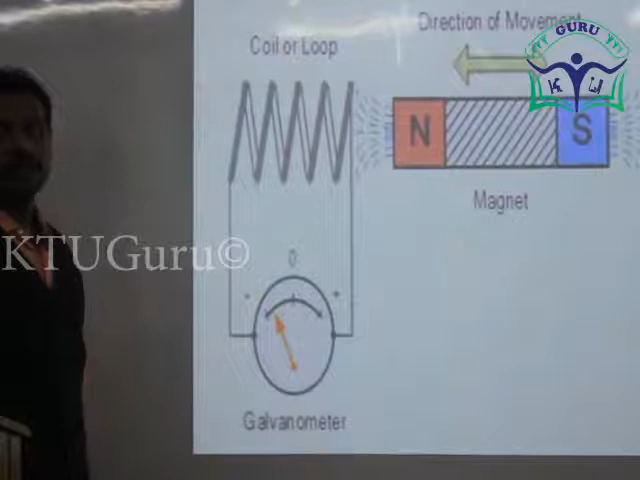 Direction of Movement
Coil or Loop
GURU
K U
N
S
Magnet
KTUGuru©
0
- +
Galvanometer